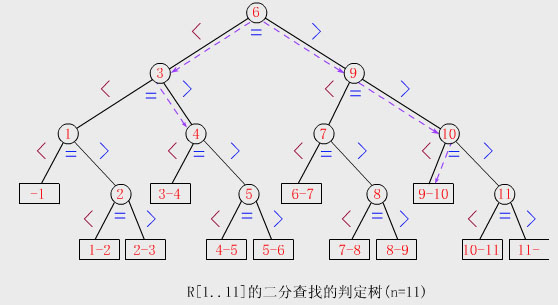 6
< = >
3 9
< = > < = >
1 4 7 10
< = > < = > < = > < = >
-1 2 3-4 5 6-7 8 9-10 11
< = > < = > < = > < = >
1-2 2-3 4-5 5-6 7-8 8-9 10-11 11-
R[1..11]的二分查找的判定树(n=11)